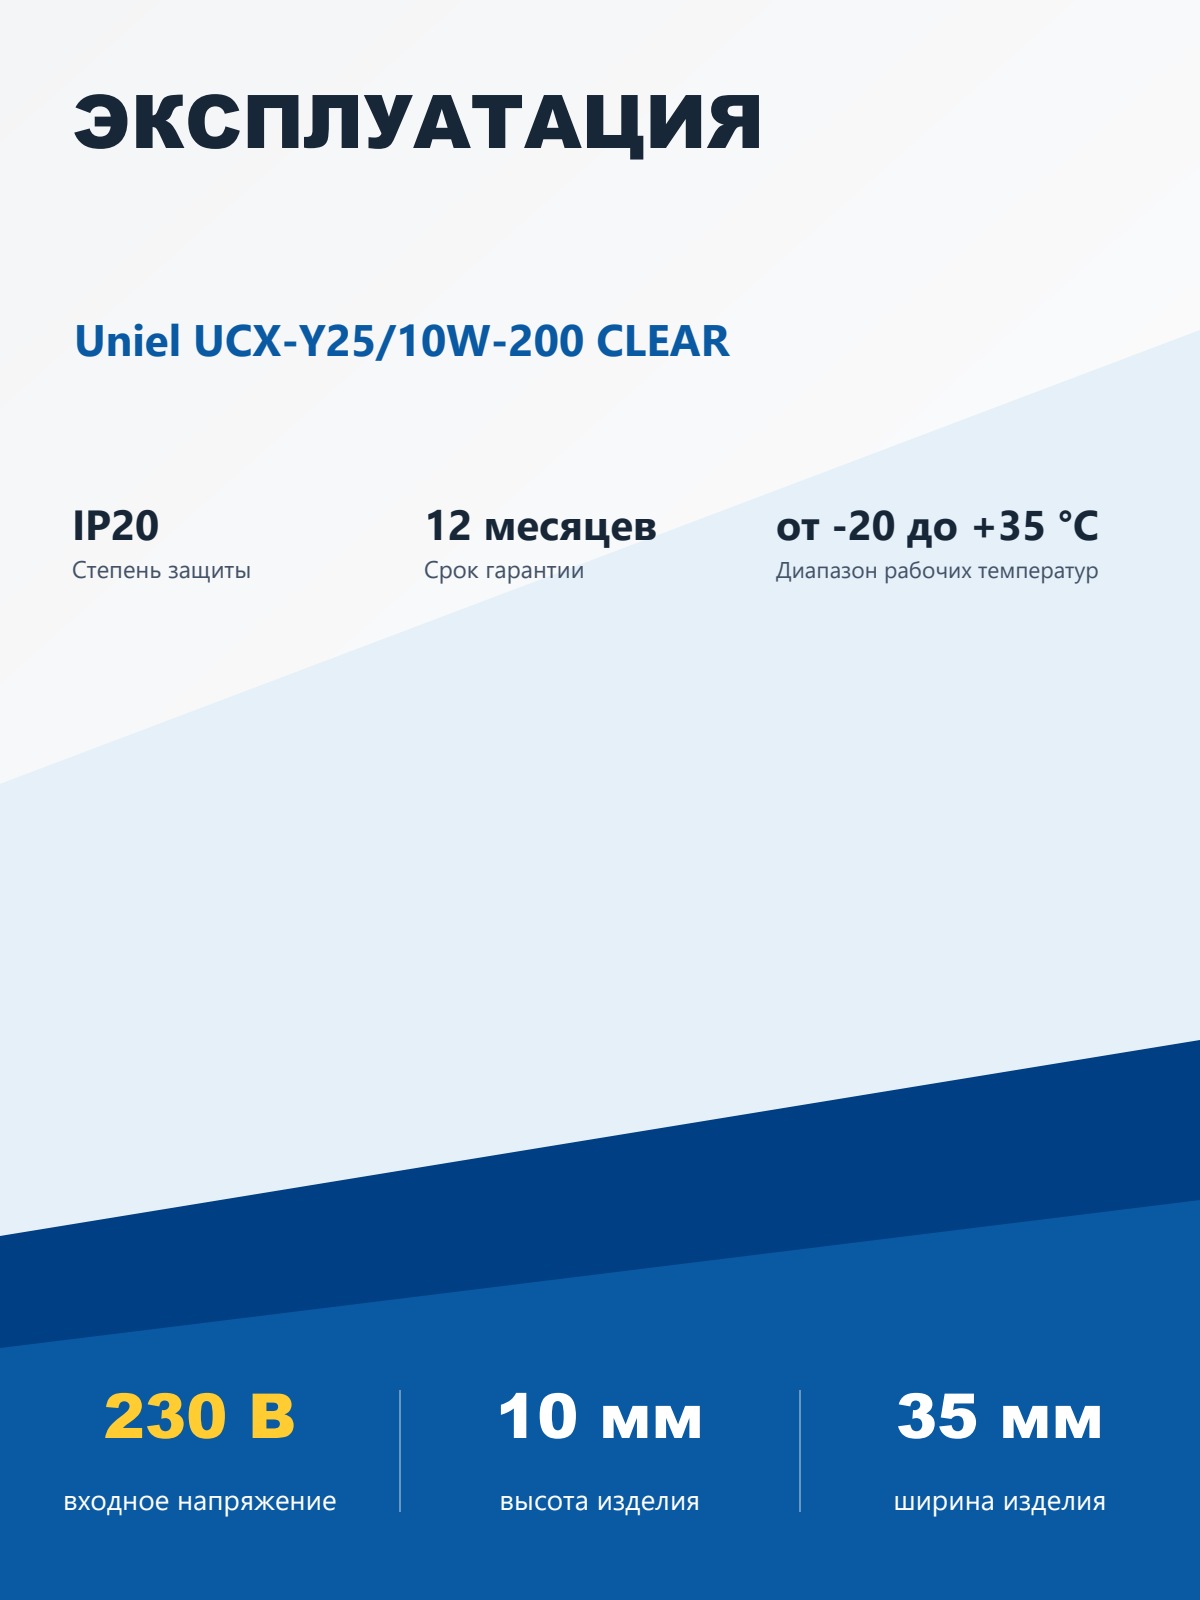 ЭКСПЛУАТАЦИЯ
Uniel UCX-Y25/10W-200 CLEAR
IP20
Степень защиты
12 месяцев
Срок гарантии
от -20 до +35 °C
Диапазон рабочих температур
230 В
входное напряжение
10 мм
высота изделия
35 мм
ширина изделия